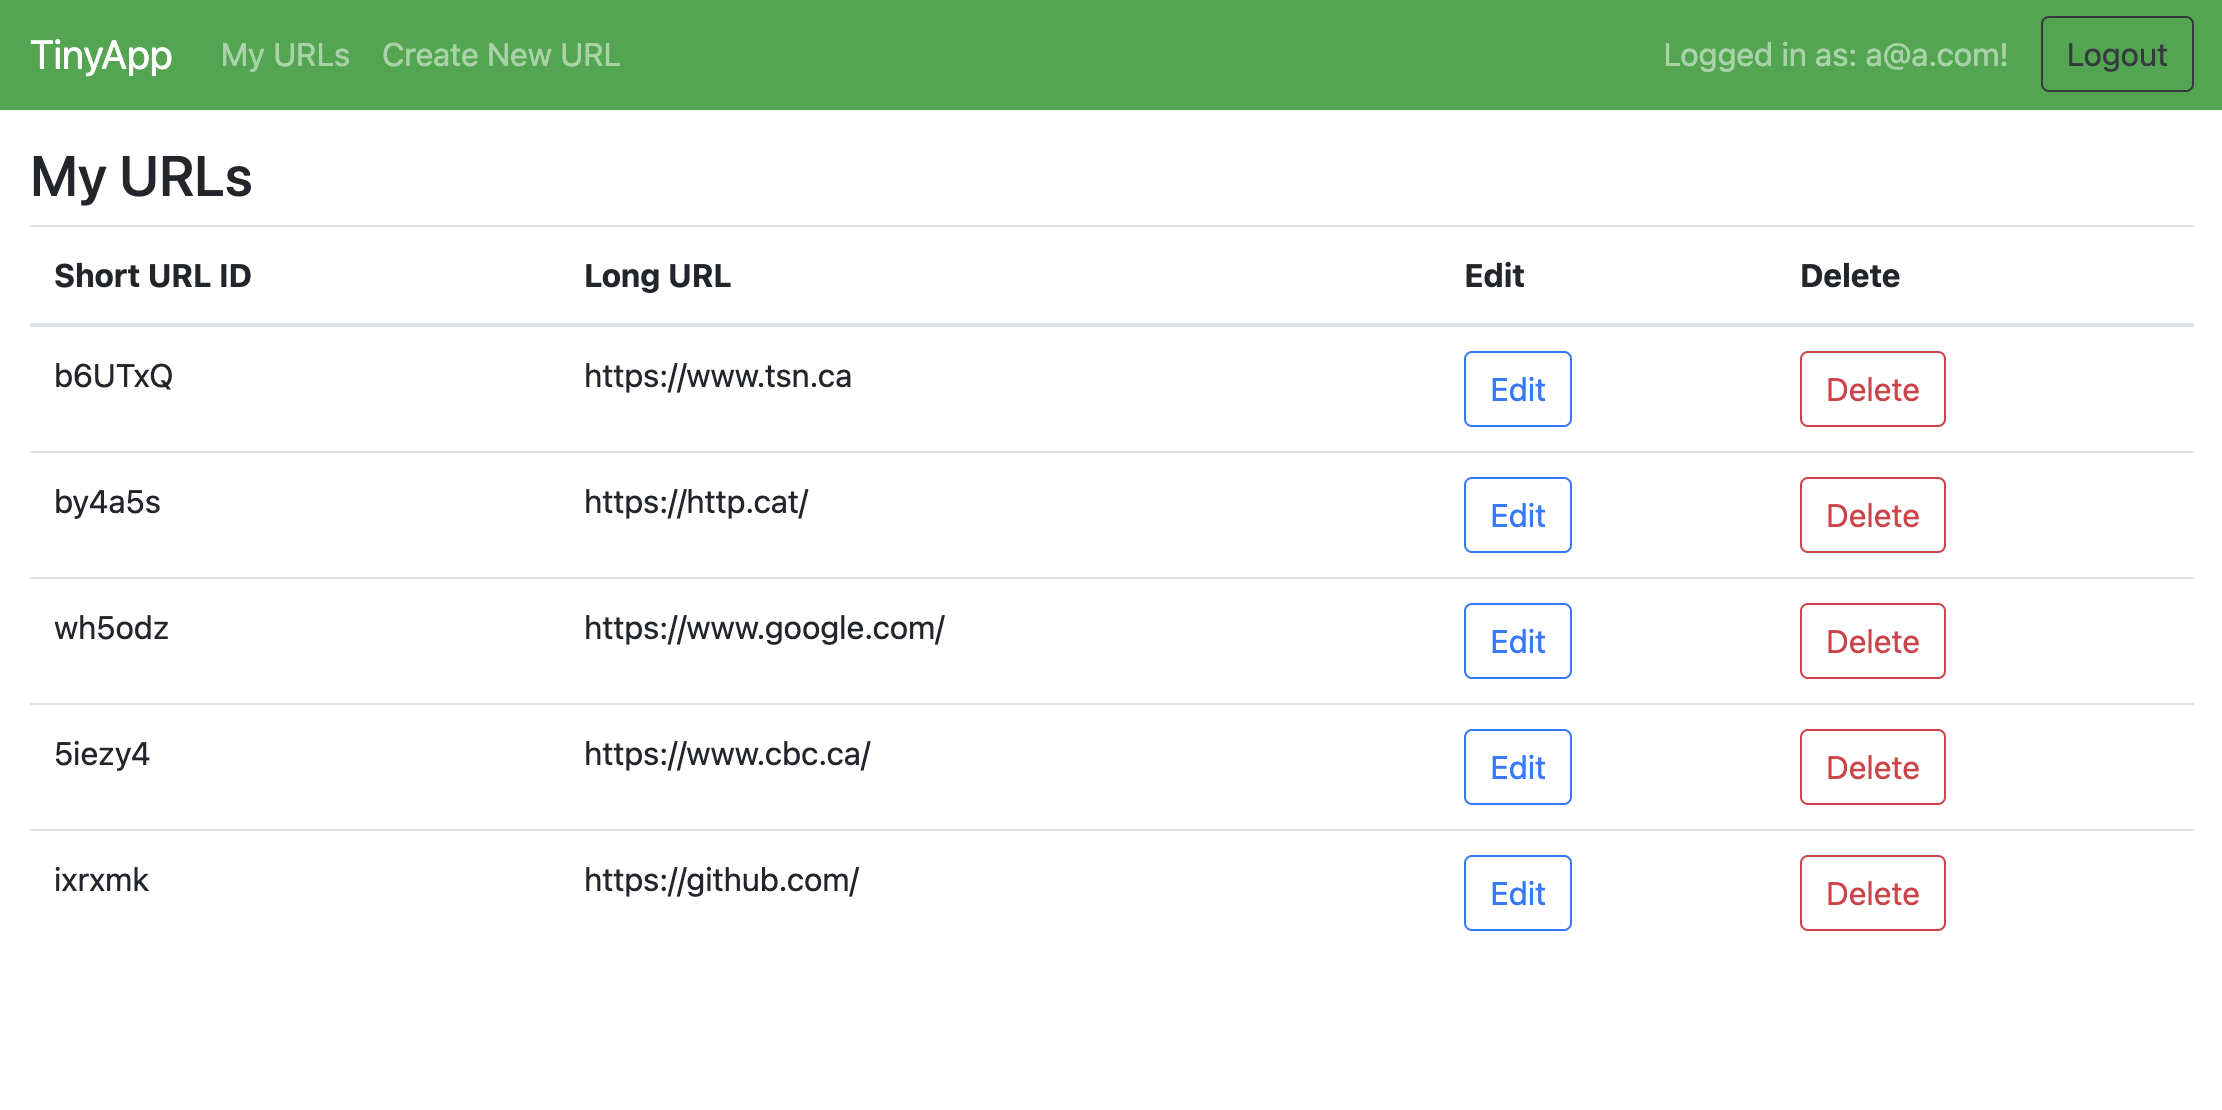 TinyApp My URLs Create New URL Logged in as: a@a.com! Logout
My URLs
Short URL ID Long URL Edit Delete
b6UTxQ https://www.tsn.ca Edit Delete
by4a5s https://http.cat/ Edit Delete
wh5odz https://www.google.com/ Edit Delete
5iezy4 https://www.cbc.ca/ Edit Delete
ixrxmk https://github.com/ Edit Delete